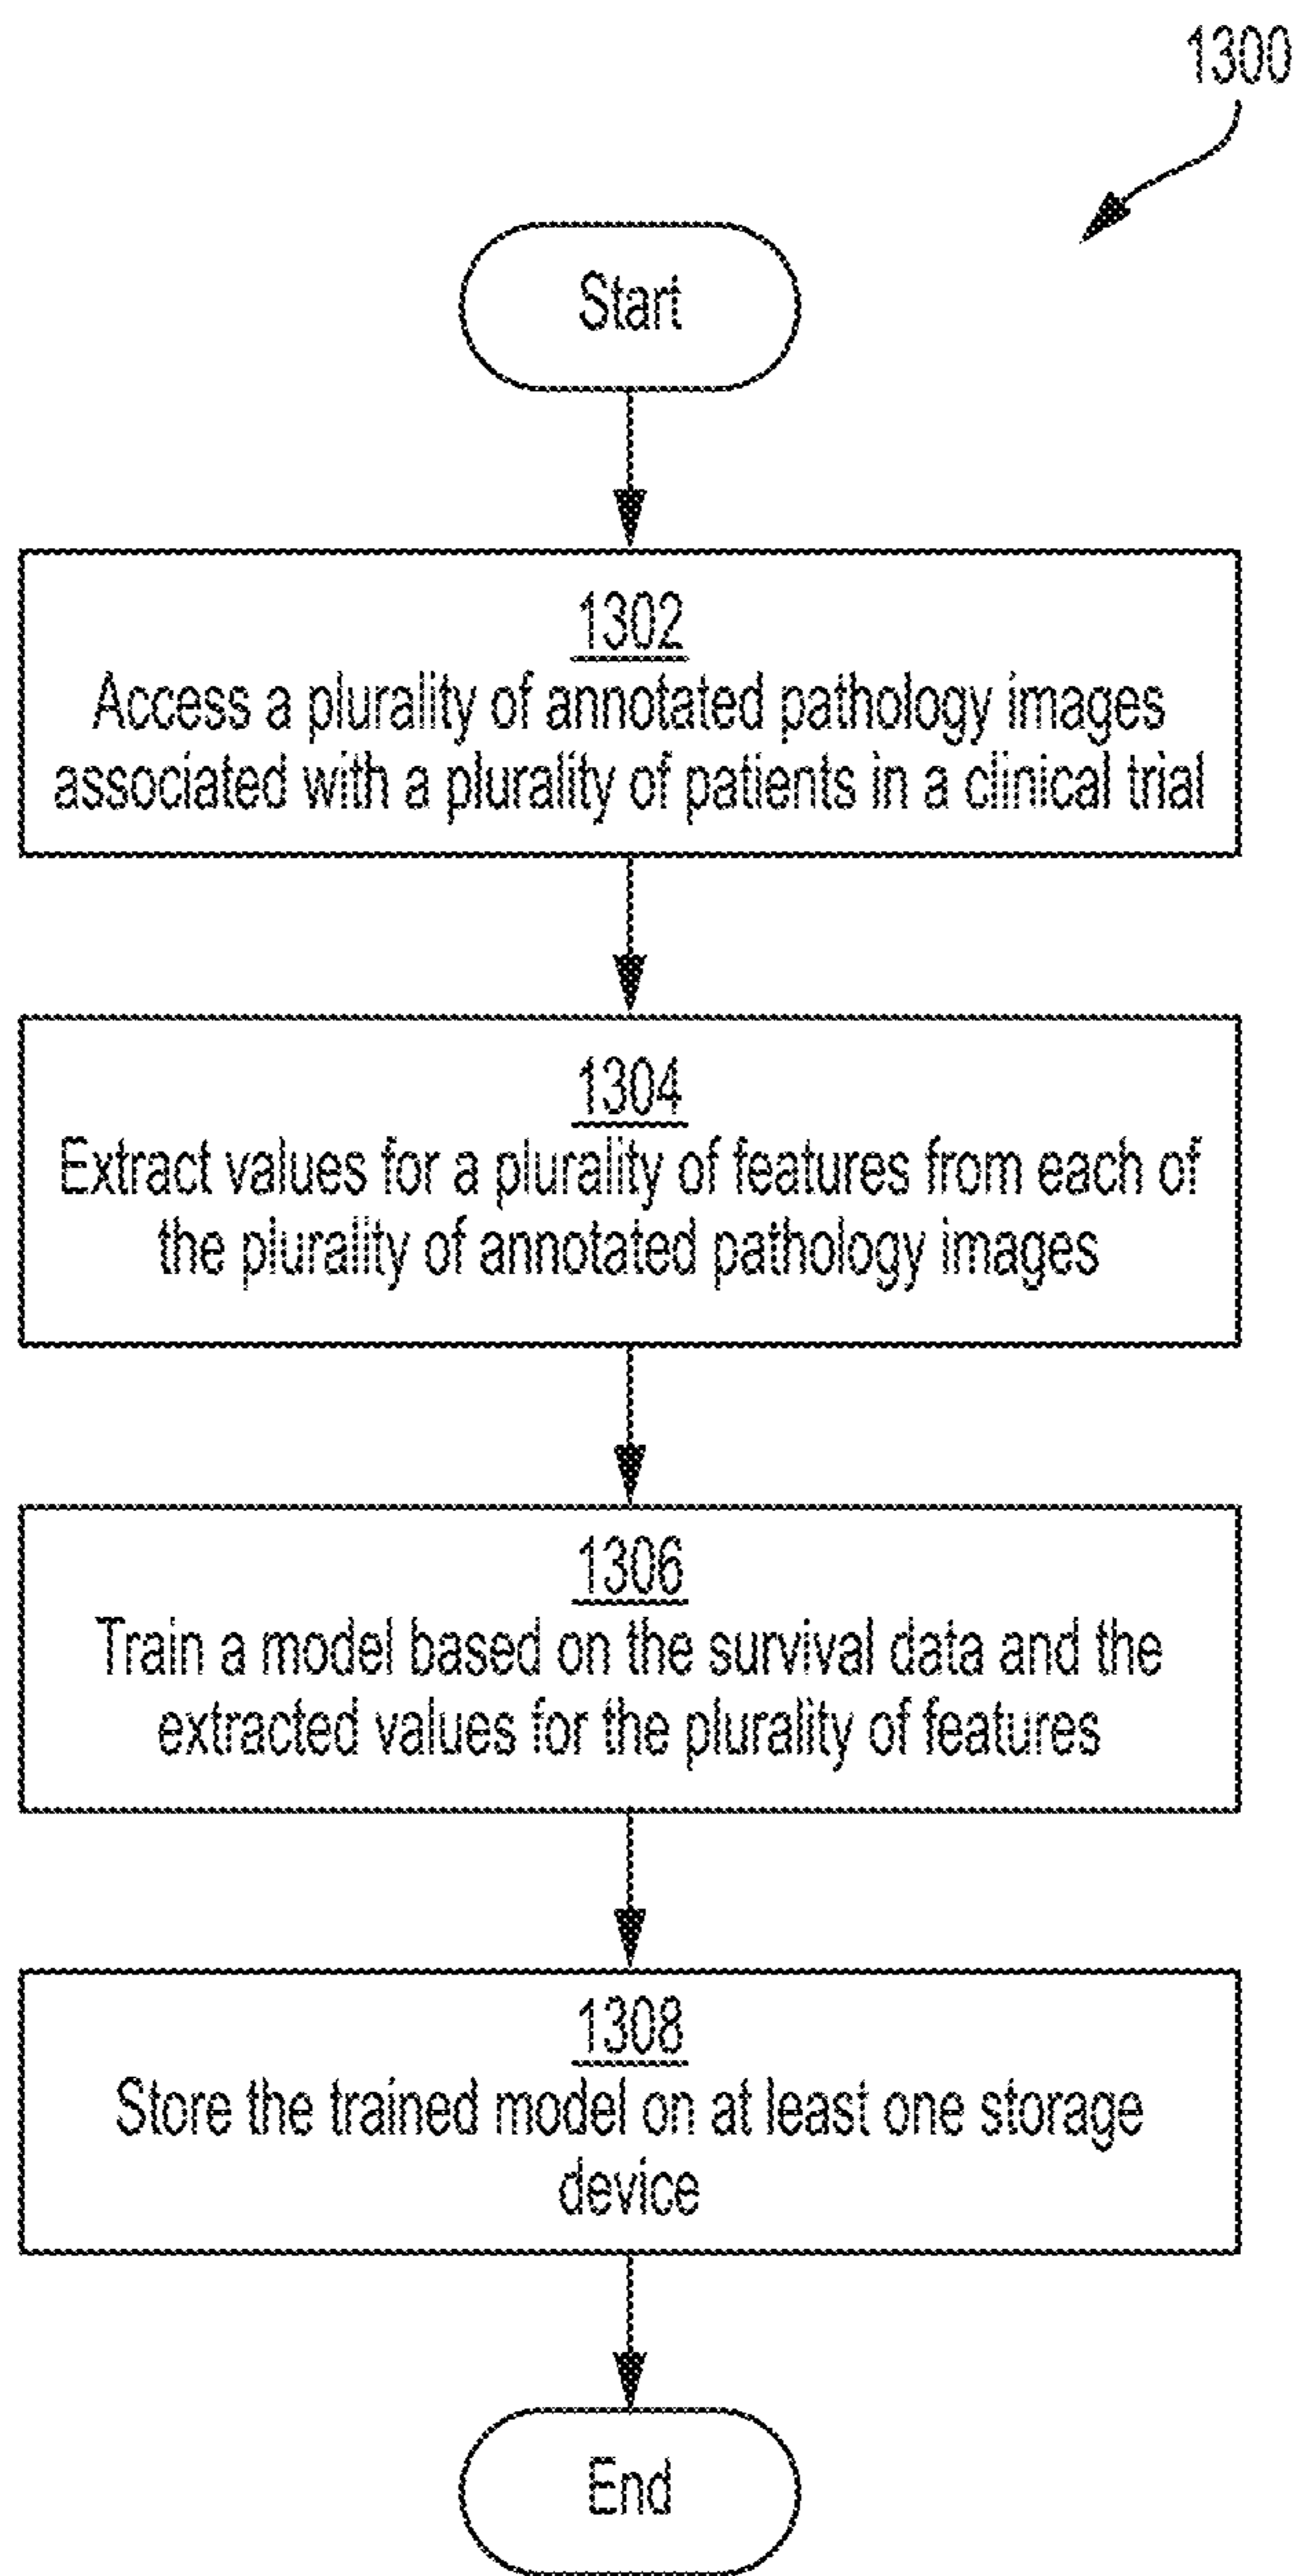 1300
Start
1302
Access a plurality of annotated pathology images
associated with a plurality of patients in a clinical trial
1304
Extract values for a plurality of features from each of
the plurality of annotated pathology images
1306
Train a model based on the survival data and the
extracted values for the plurality of features
1308
Store the trained model on at least one storage
device
End